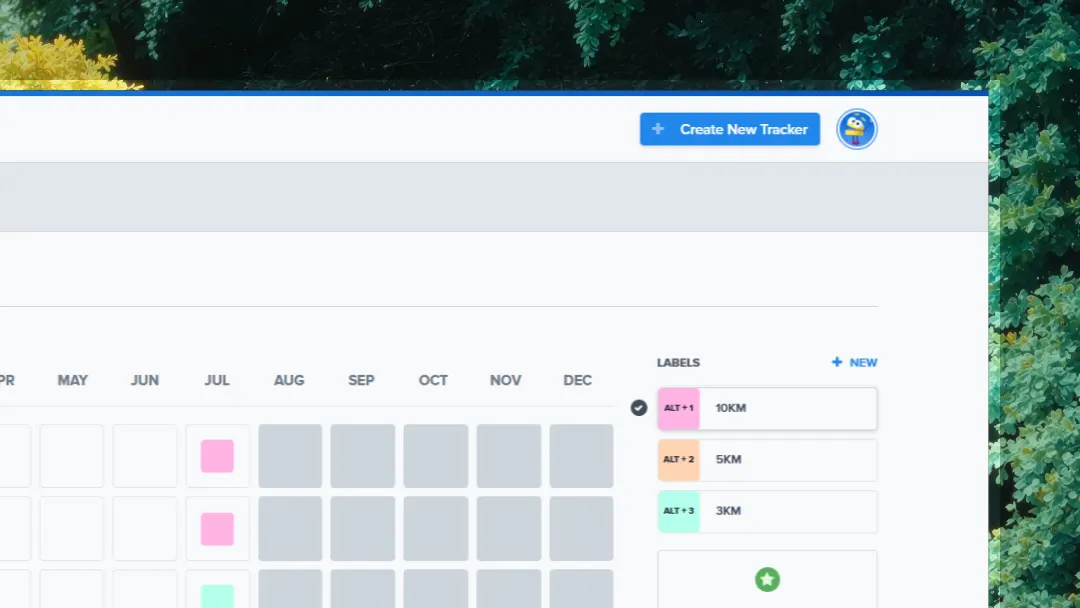 Create New Tracker
LABELS
NEW
PR MAY JUN JUL AUG SEP OCT NOV DEC
ALT + 1 10KM
ALT + 2 5KM
ALT + 3 3KM